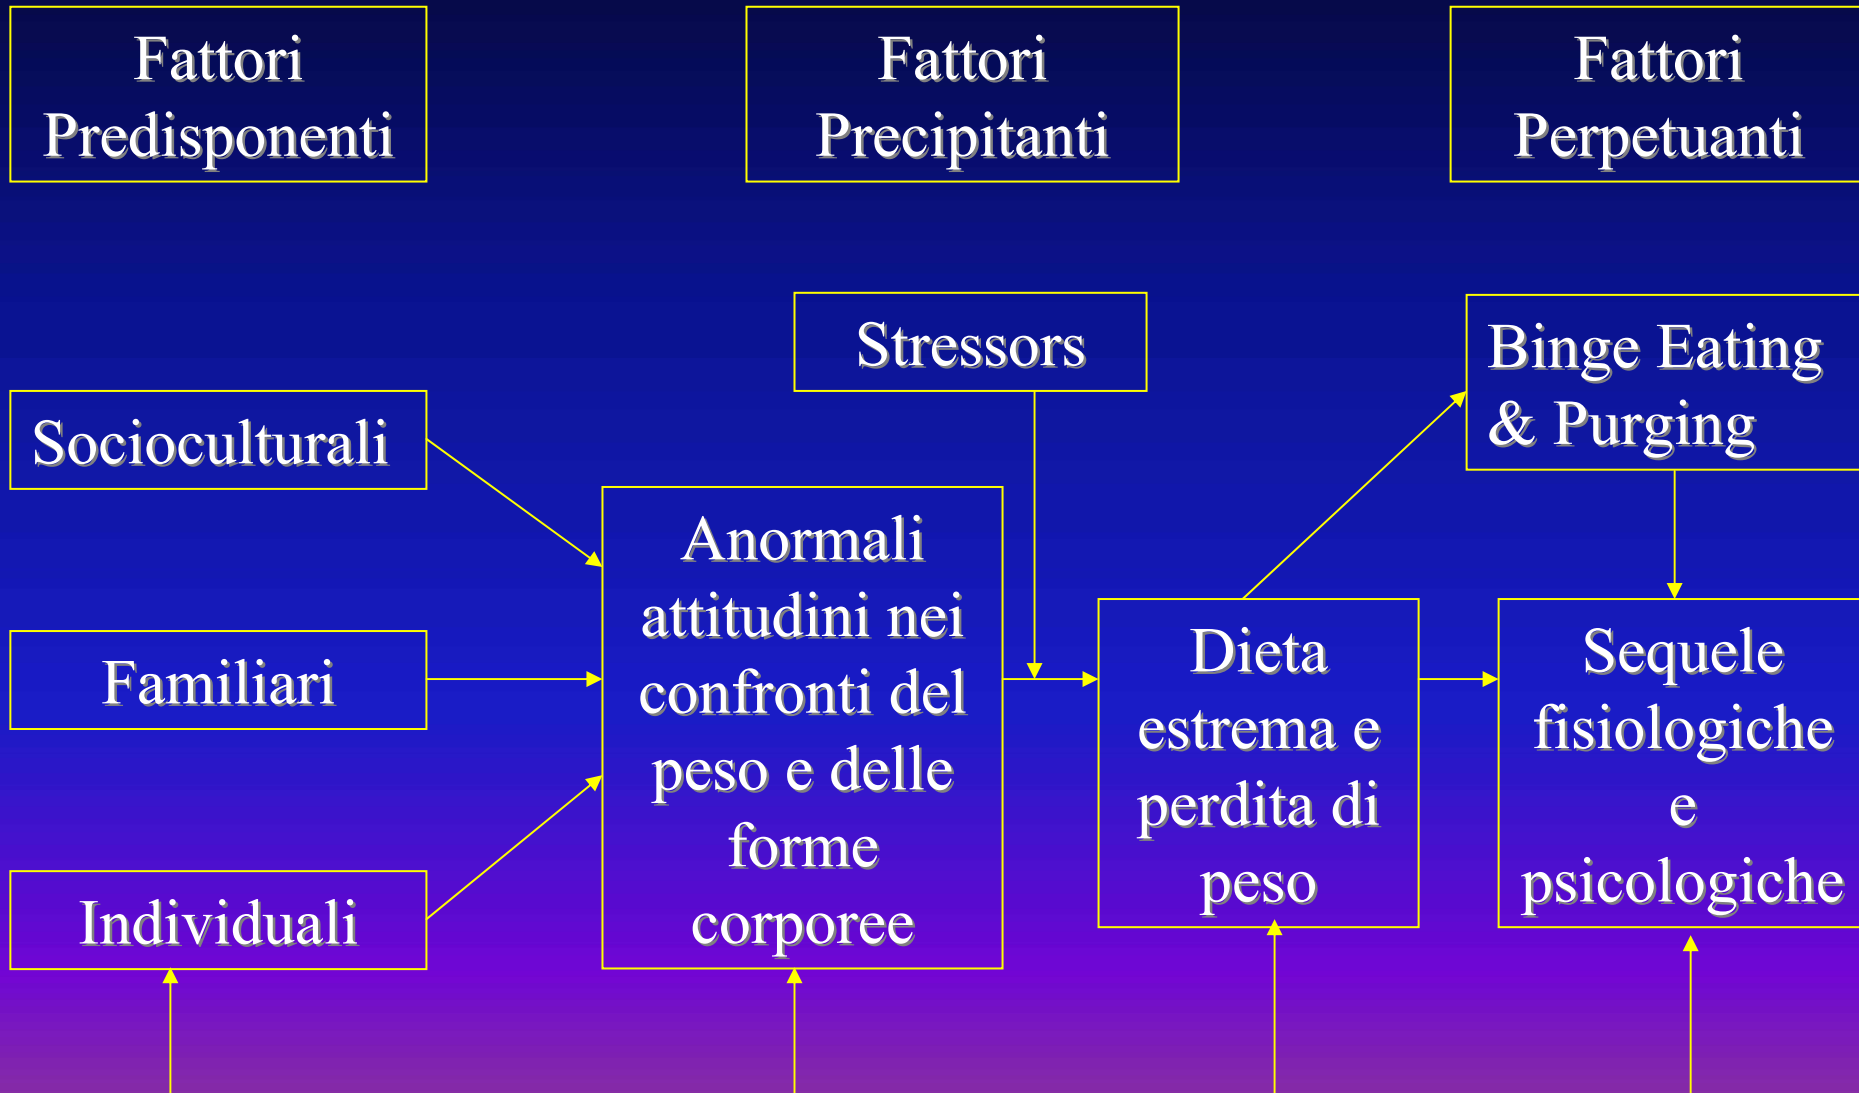 Fattori
Predisponenti
Fattori
Precipitanti
Fattori
Perpetuanti
Stressors
Binge Eating
& Purging
Socioculturali
Familiari
Individuali
Anormali
attitudini nei
confronti del
peso e delle
forme
corporee
Dieta
estrema e
perdita di
peso
Sequele
fisiologiche
e
psicologiche